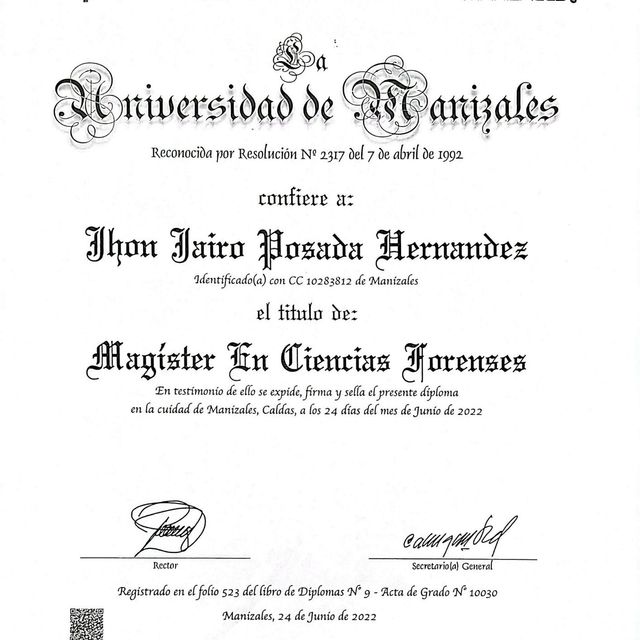 La
Universidad de Manizales
Reconocida por Resolución Nº 2317 del 7 de abril de 1992
confiere a:
Jhon Jairo Posada Hernandez
Identificado(a) con CC 10283812 de Manizales
el titulo de:
Magíster En Ciencias Forenses
En testimonio de ello se expide, firma y sella el presente diploma
en la cuidad de Manizales, Caldas, a los 24 días del mes de Junio de 2022
Rector
Secretario(a) General
Registrado en el folio 523 del libro de Diplomas Nº 9 - Acta de Grado Nº 10030
Manizales, 24 de Junio de 2022